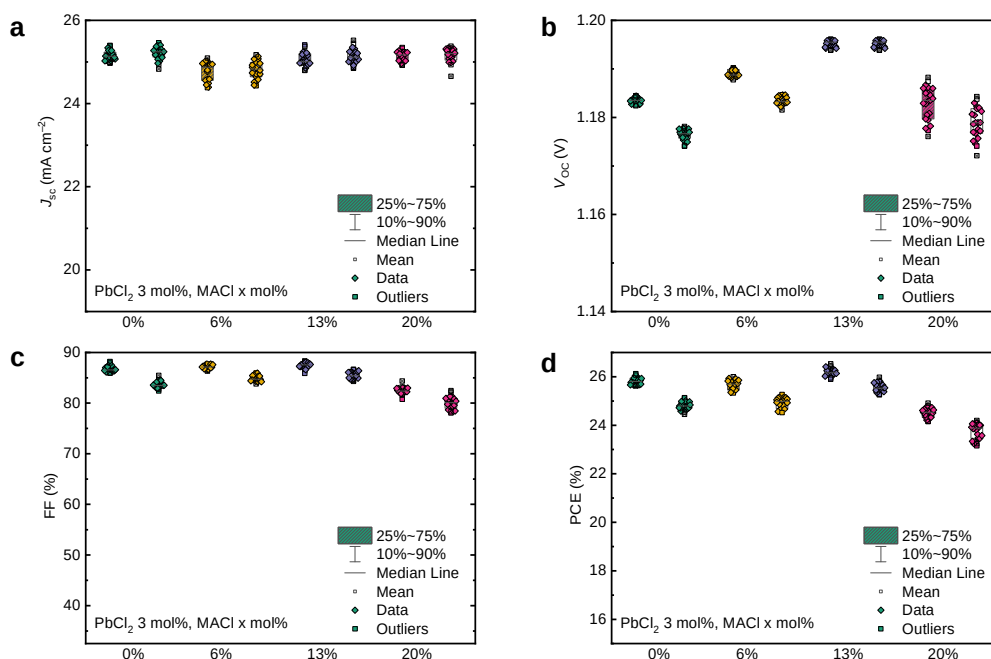 a
26
24
22
20
J_sc (mA cm⁻²)
25%~75%
10%~90%
Median Line
Mean
Data
Outliers
PbCl₂ 3 mol%, MACl x mol%
0% 6% 13% 20%
b
1.20
1.18
1.16
1.14
V_OC (V)
25%~75%
10%~90%
Median Line
Mean
Data
Outliers
PbCl₂ 3 mol%, MACl x mol%
0% 6% 13% 20%
c
90
80
70
60
50
40
FF (%)
25%~75%
10%~90%
Median Line
Mean
Data
Outliers
PbCl₂ 3 mol%, MACl x mol%
0% 6% 13% 20%
d
26
24
22
20
18
16
PCE (%)
25%~75%
10%~90%
Median Line
Mean
Data
Outliers
PbCl₂ 3 mol%, MACl x mol%
0% 6% 13% 20%